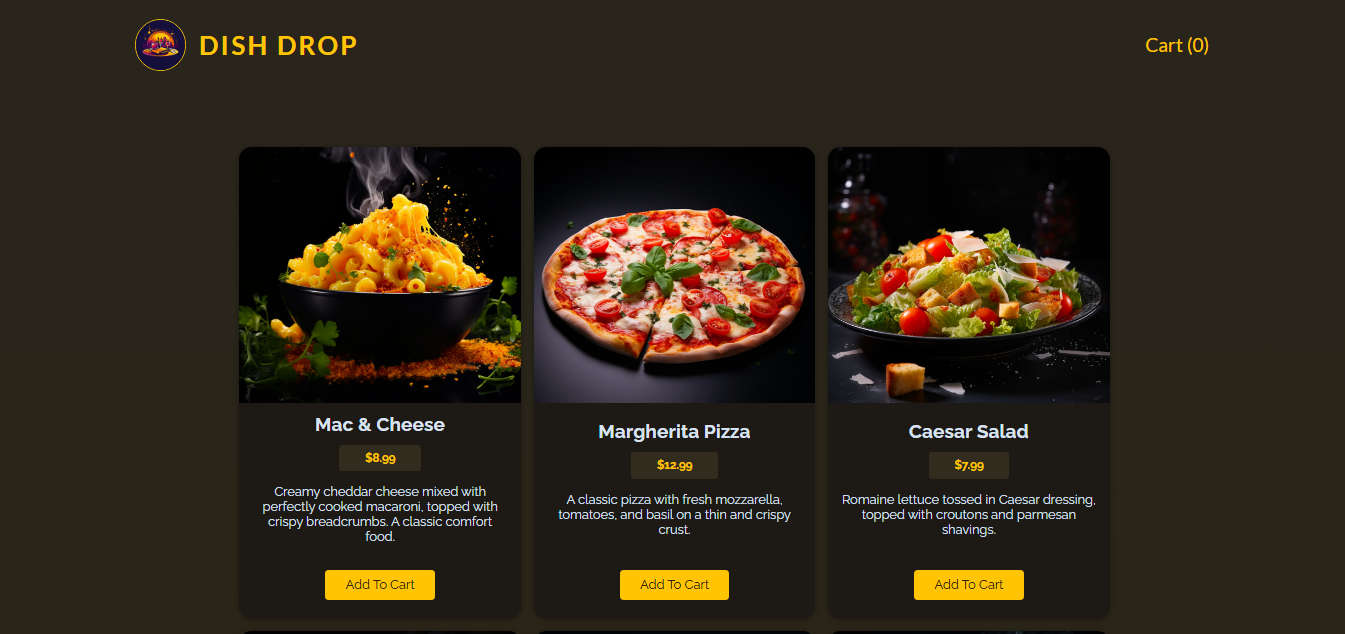 DISH DROP
Cart (0)
Mac & Cheese
$8.99
Creamy cheddar cheese mixed with
perfectly cooked macaroni, topped with
crispy breadcrumbs. A classic comfort
food.
Add To Cart
Margherita Pizza
$12.99
A classic pizza with fresh mozzarella,
tomatoes, and basil on a thin and crispy
crust.
Add To Cart
Caesar Salad
$7.99
Romaine lettuce tossed in Caesar dressing,
topped with croutons and parmesan
shavings.
Add To Cart